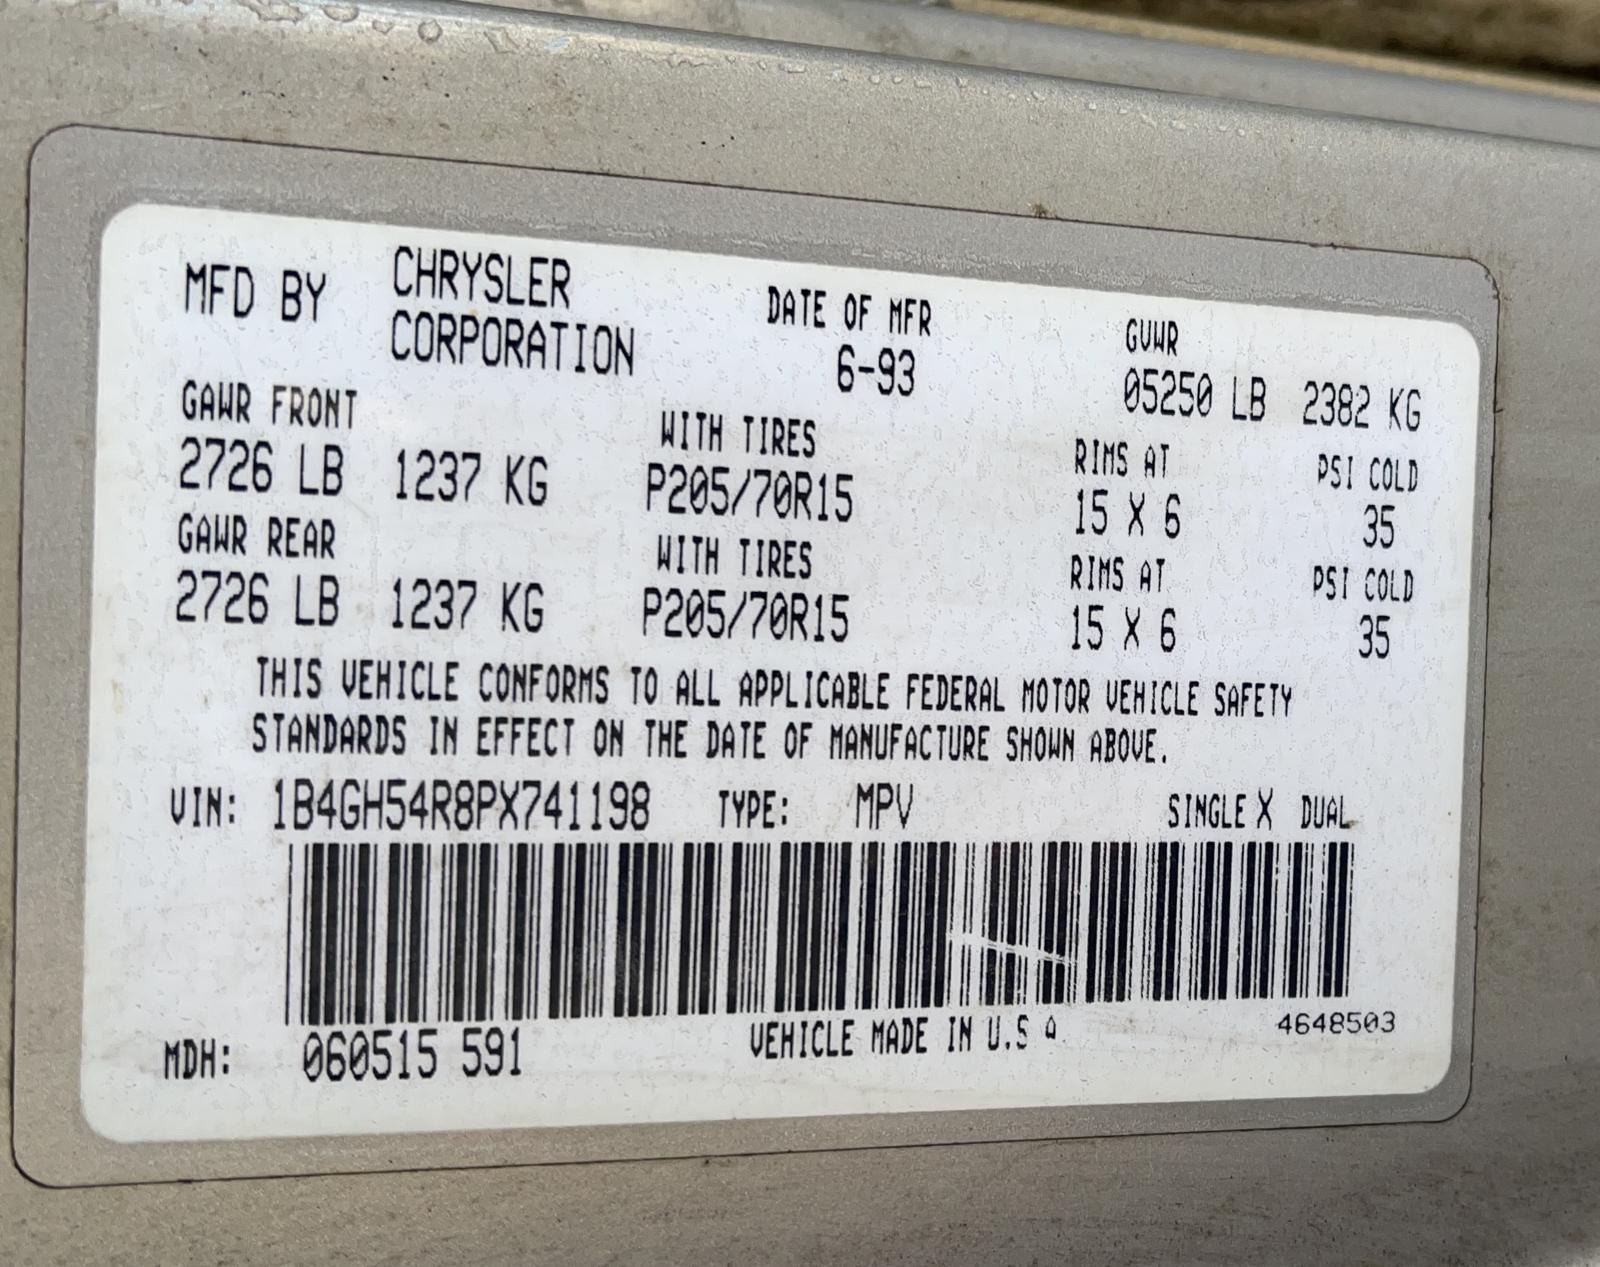 MFD BY CHRYSLER CORPORATION DATE OF MFR 6-93 GVWR 05250 LB 2382 KG
GAWR FRONT WITH TIRES RIMS AT PSI COLD
2726 LB 1237 KG P205/70R15 15 X 6 35
GAWR REAR WITH TIRES RIMS AT PSI COLD
2726 LB 1237 KG P205/70R15 15 X 6 35
THIS VEHICLE CONFORMS TO ALL APPLICABLE FEDERAL MOTOR VEHICLE SAFETY
STANDARDS IN EFFECT ON THE DATE OF MANUFACTURE SHOWN ABOVE.
VIN: 1B4GH54R8PX741198 TYPE: MPV SINGLE X DUAL
MDH: 060515 591 VEHICLE MADE IN U.S A 4648503